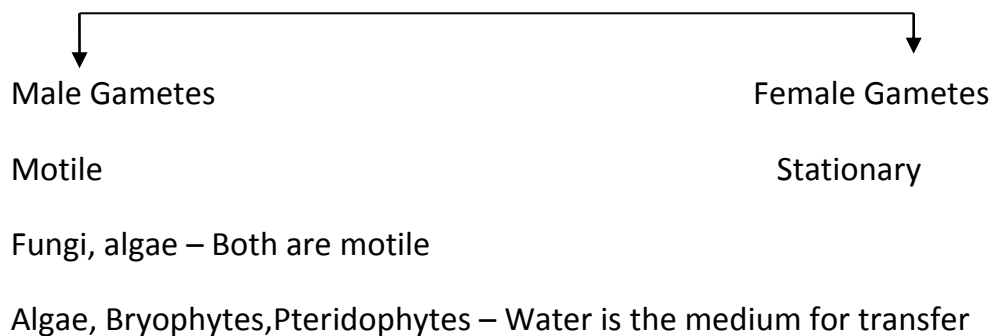 Male Gametes Female Gametes
Motile Stationary
Fungi, algae – Both are motile
Algae, Bryophytes,Pteridophytes – Water is the medium for transfer